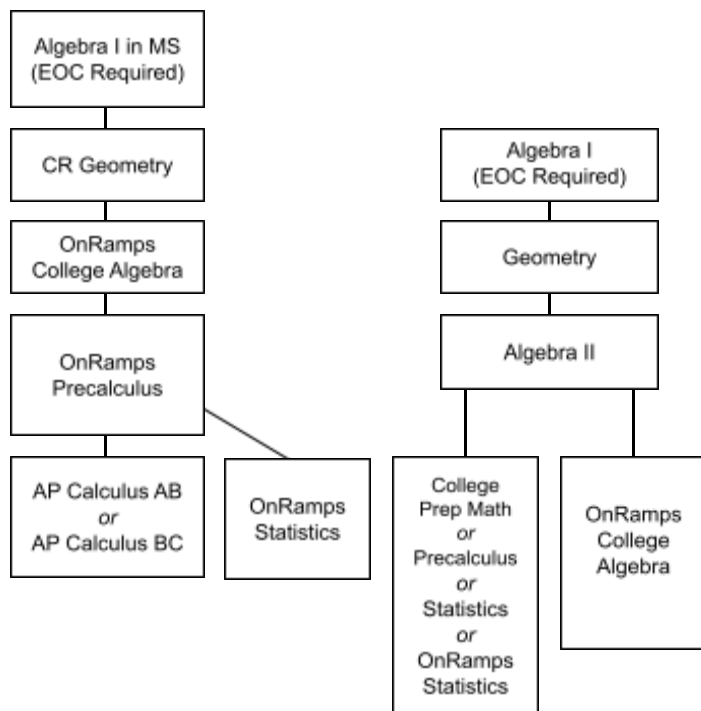 Algebra I in MS
(EOC Required)
CR Geometry
OnRamps
College Algebra
OnRamps
Precalculus
AP Calculus AB
or
AP Calculus BC
OnRamps
Statistics
Algebra I
(EOC Required)
Geometry
Algebra II
College
Prep Math
or
Precalculus
or
Statistics
or
OnRamps
Statistics
OnRamps
College
Algebra